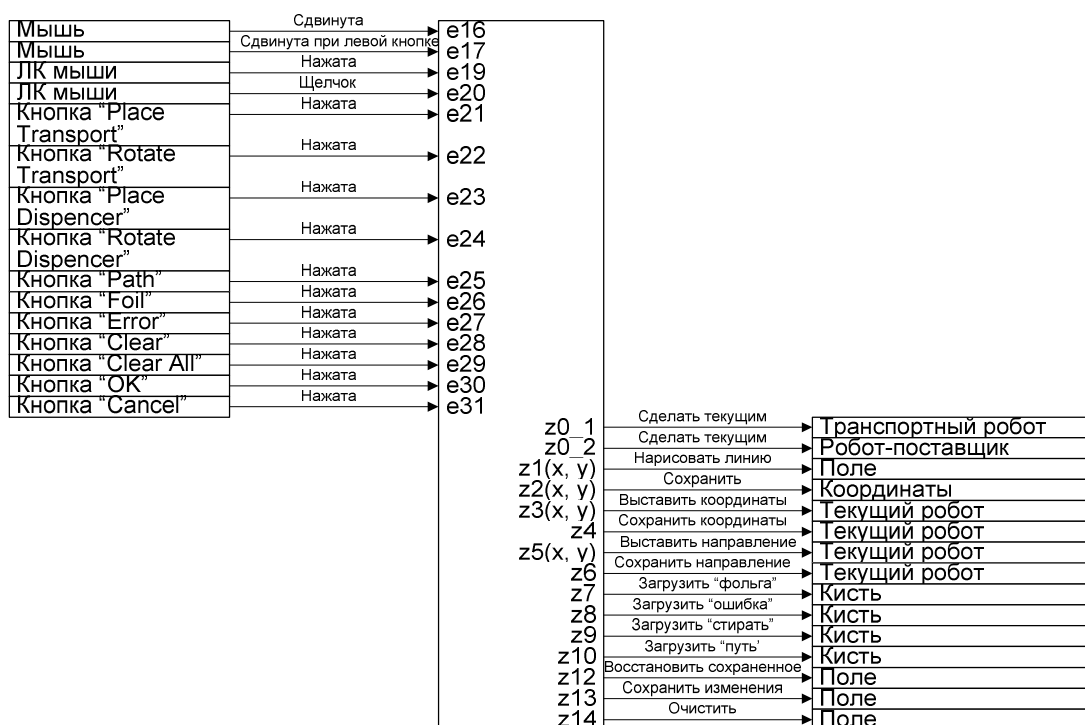 Мышь Сдвинута e16
Мышь Сдвинута при левой кнопке e17
ЛК мыши Нажата e19
ЛК мыши Щелчок e20
Кнопка “Place Нажата e21
Transport”
Кнопка “Rotate Нажата e22
Transport”
Кнопка “Place Нажата e23
Dispencer”
Кнопка “Rotate Нажата e24
Dispencer”
Кнопка “Path” Нажата e25
Кнопка “Foil” Нажата e26
Кнопка “Error” Нажата e27
Кнопка “Clear” Нажата e28
Кнопка “Clear All” Нажата e29
Кнопка “OK” Нажата e30
Кнопка “Cancel” Нажата e31
z0_1 Сделать текущим Транспортный робот
z0_2 Сделать текущим Робот-поставщик
z1(x, y) Нарисовать линию Поле
z2(x, y) Сохранить Координаты
z3(x, y) Выставить координаты Текущий робот
z4 Сохранить координаты Текущий робот
z5(x, y) Выставить направление Текущий робот
z6 Сохранить направление Текущий робот
z7 Загрузить “фольга” Кисть
z8 Загрузить “ошибка” Кисть
z9 Загрузить “стирать” Кисть
z10 Загрузить “путь’ Кисть
z12 Восстановить сохраненное Поле
z13 Сохранить изменения Поле
z14 Очистить Поле